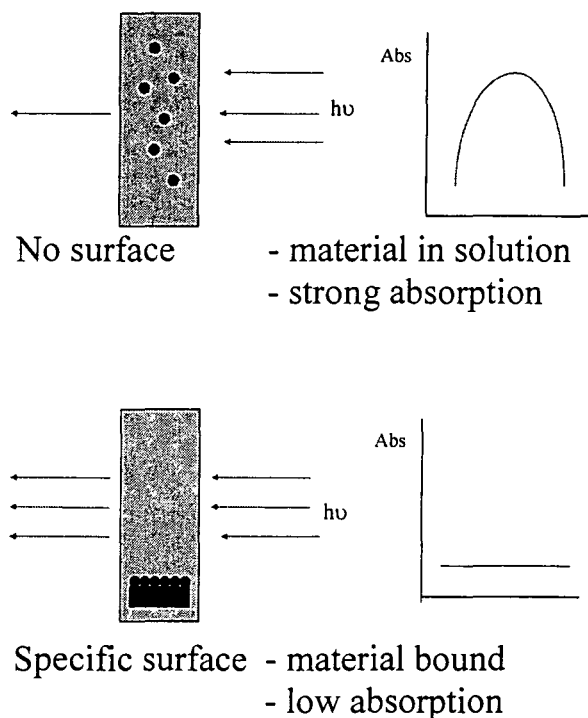 Abs
hυ
No surface - material in solution
- strong absorption
Abs
hυ
Specific surface - material bound
- low absorption